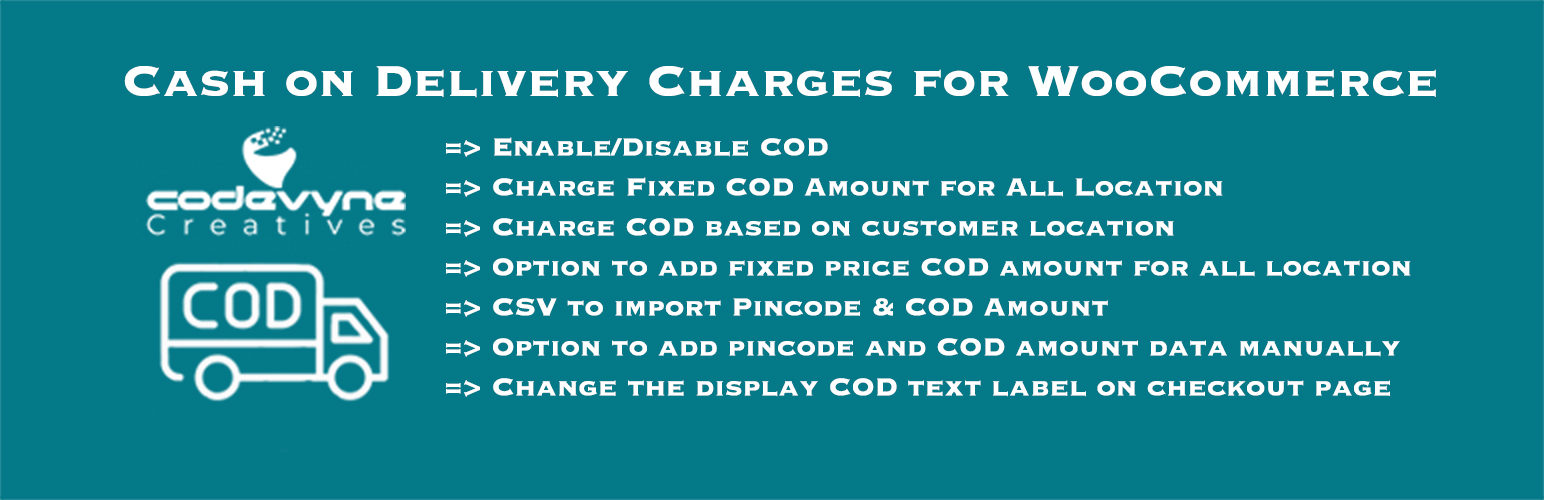 Cash on Delivery Charges for WooCommerce
codevyne
Creatives
COD
=> Enable/Disable COD
=> Charge Fixed COD Amount for All Location
=> Charge COD based on customer location
=> Option to add fixed price COD amount for all location
=> CSV to import Pincode & COD Amount
=> Option to add pincode and COD amount data manually
=> Change the display COD text label on checkout page